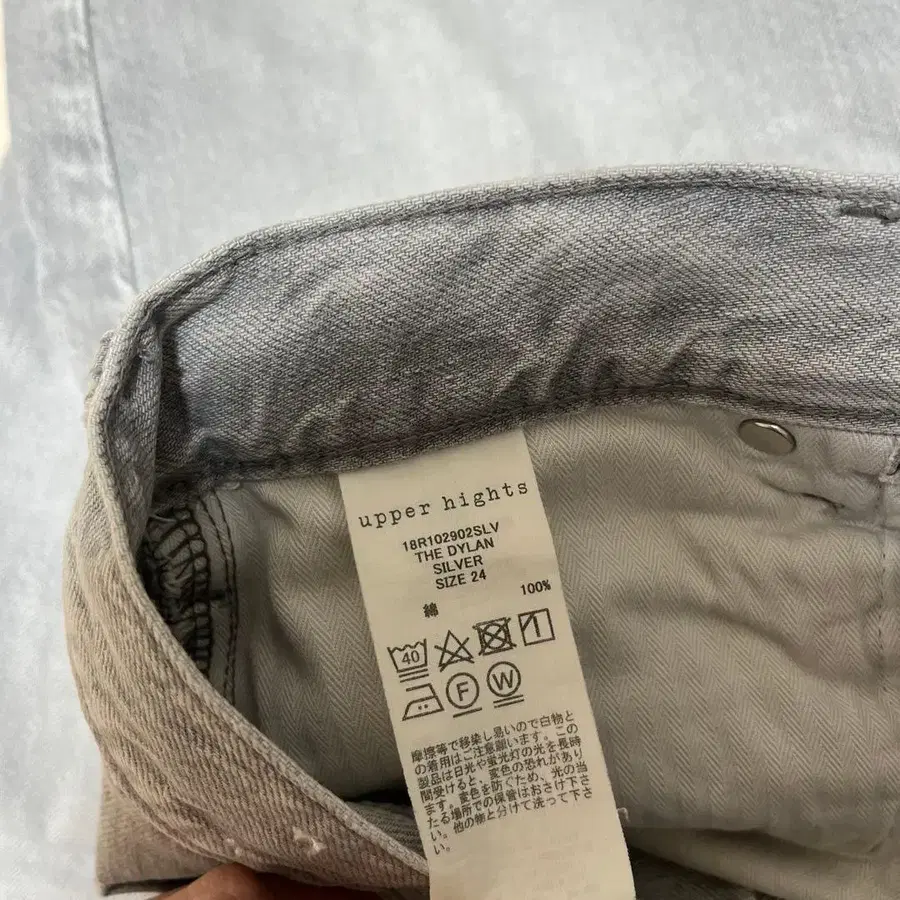 upper hights
18R102902SLV
THE DYLAN
SILVER
SIZE 24
綿 100%
40
F W
摩擦等で移染し易いので白物と
の着用はご注意願います。この
製品は日光や蛍光灯の光を長時
間受けると、変色の恐れがあり
ます。変色を防ぐため、光の当
たる場所での保管はおさけ下さ
い。他の物と分けて洗って下さ
い。